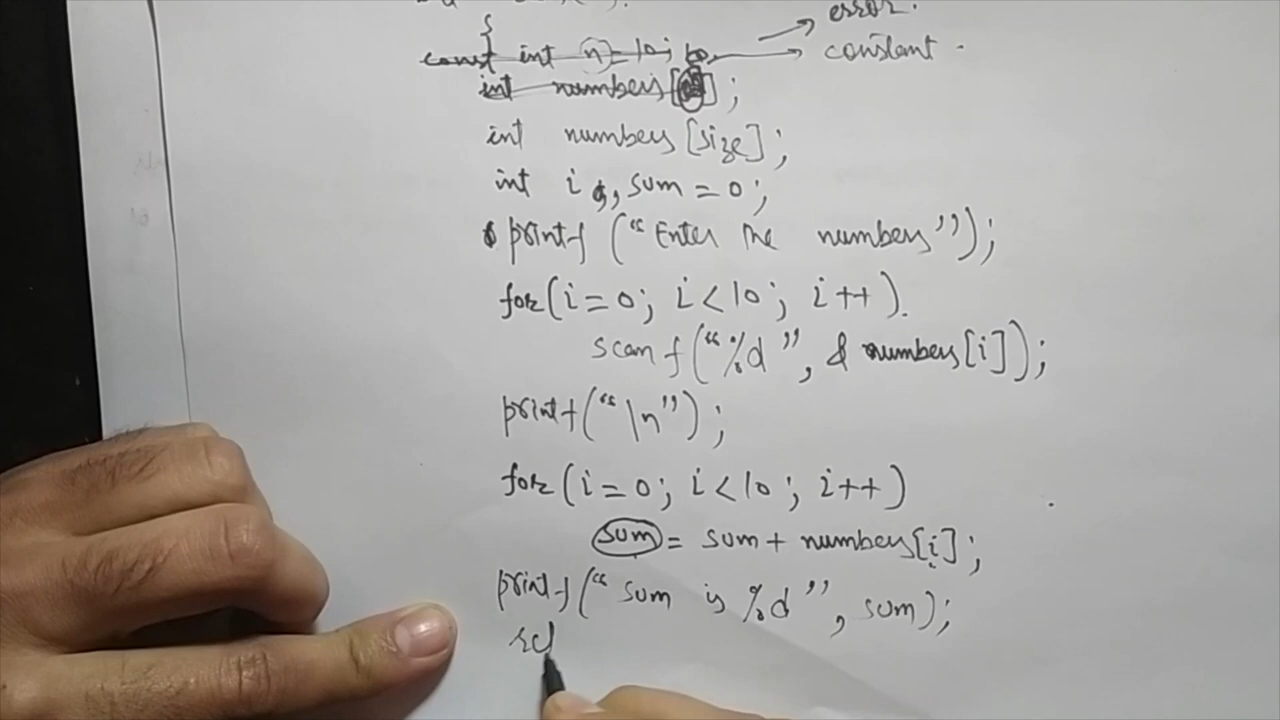 error.
{
const int n = 10; → constant.
int numbers[
];
int numbers[size];
int i, sum = 0;
printf ("Enter the numbers");
for(i=0; i<10; i++).
scanf("%d", & numbers[i]);
printf("\n");
for(i=0; i<10; i++)
sum = sum + numbers[i];
printf("sum is %d", sum);